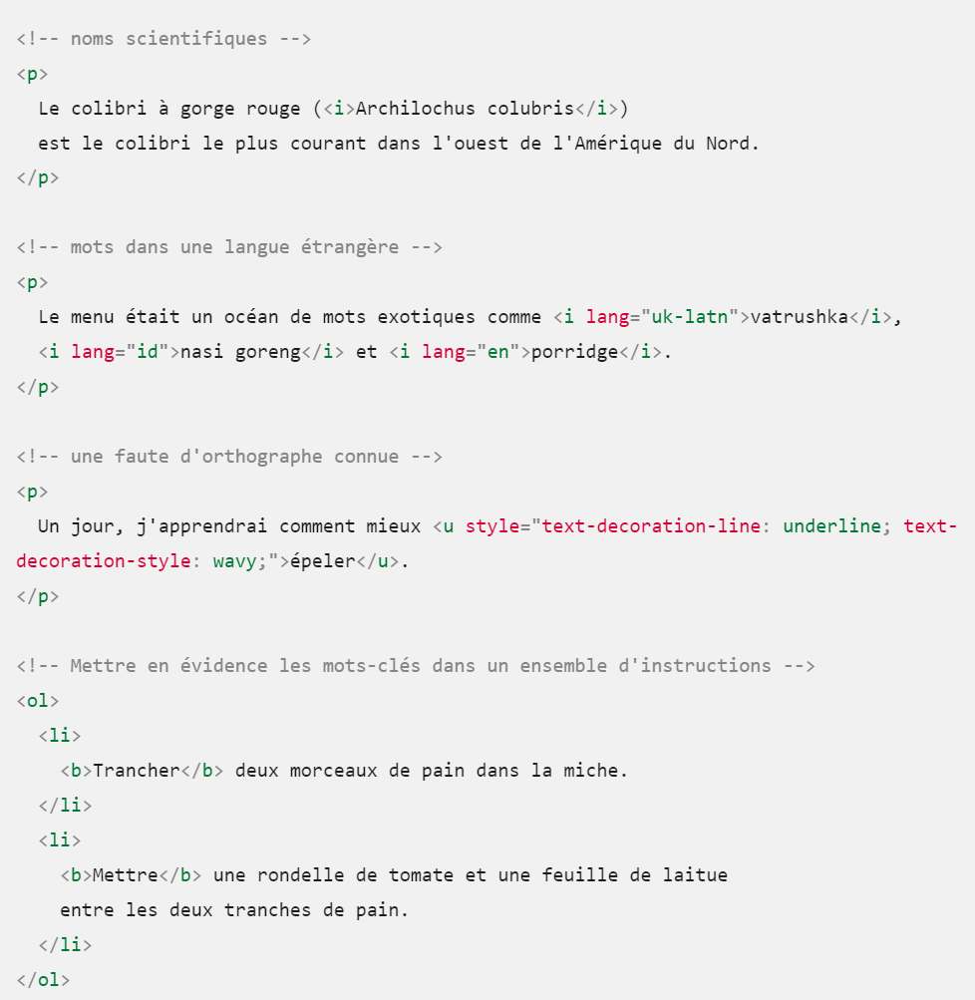 <!-- noms scientifiques -->
<p>
  Le colibri à gorge rouge (<i>Archilochus colubris</i>)
  est le colibri le plus courant dans l'ouest de l'Amérique du Nord.
</p>

<!-- mots dans une langue étrangère -->
<p>
  Le menu était un océan de mots exotiques comme <i lang="uk-latn">vatrushka</i>,
  <i lang="id">nasi goreng</i> et <i lang="en">porridge</i>.
</p>

<!-- une faute d'orthographe connue -->
<p>
  Un jour, j'apprendrai comment mieux <u style="text-decoration-line: underline; text-
decoration-style: wavy;">épeler</u>.
</p>

<!-- Mettre en évidence les mots-clés dans un ensemble d'instructions -->
<ol>
  <li>
    <b>Trancher</b> deux morceaux de pain dans la miche.
  </li>
  <li>
    <b>Mettre</b> une rondelle de tomate et une feuille de laitue
    entre les deux tranches de pain.
  </li>
</ol>